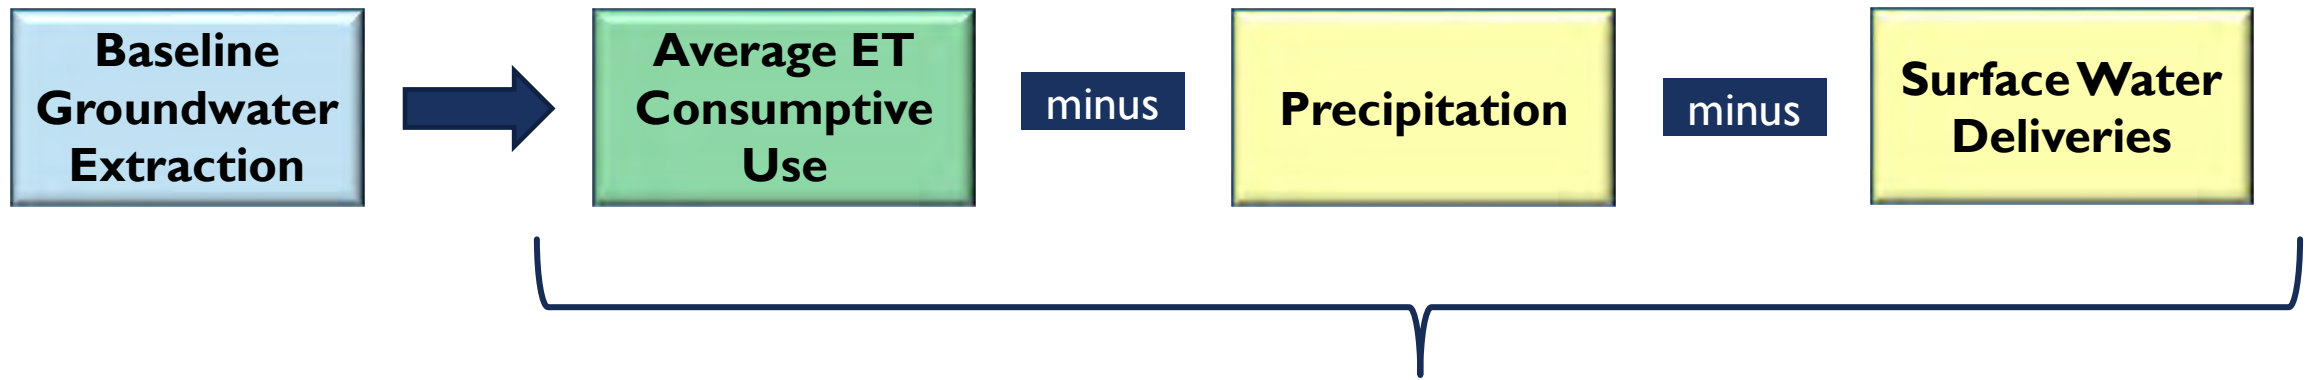 Baseline
Groundwater
Extraction
Average ET
Consumptive
Use
minus
Precipitation
minus
Surface Water
Deliveries